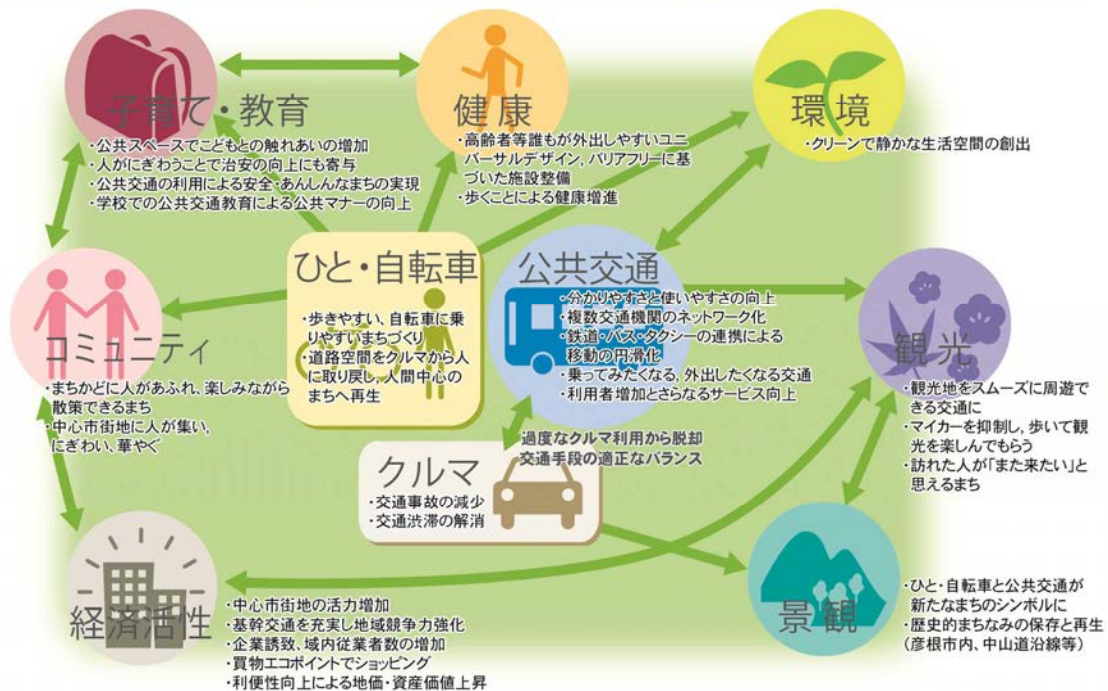 子育て・教育
・公共スペースでこどもとの触れあいの増加
・人がにぎわうことで治安の向上にも寄与
・公共交通の利用による安全・あんしんなまちの実現
・学校での公共交通教育による公共マナーの向上
健康
・高齢者等誰もが外出しやすいユニ
バーサルデザイン,バリアフリーに基
づいた施設整備
・歩くことによる健康増進
環境
・クリーンで静かな生活空間の創出
ひと・自転車
・歩きやすい、自転車に乗
りやすいまちづくり
・道路空間をクルマから人
に取り戻し、人間中心の
まちへ再生
公共交通
・分かりやすさと使いやすさの向上
・複数交通機関のネットワーク化
・鉄道・バス・タクシーの連携による
移動の円滑化
・乗ってみたくなる、外出したくなる交通
・利用者増加とさらなるサービス向上
コミュニティ
・まちかどに人があふれ、楽しみながら
散策できるまち
・中心市街地に人が集い、
にぎわい、華やぐ
観光
・観光地をスムーズに周遊で
きる交通に
・マイカーを抑制し、歩いて観
光を楽しんでもらう
・訪れた人が「また来たい」と
思えるまち
過度なクルマ利用から脱却
交通手段の適正なバランス
クルマ
・交通事故の減少
・交通渋滞の解消
経済活性
・中心市街地の活力増加
・基幹交通を充実し地域競争力強化
・企業誘致、域内従業者数の増加
・買物エコポイントでショッピング
・利便性向上による地価・資産価値上昇
景観
・ひと・自転車と公共交通が
新たなまちのシンボルに
・歴史的まちなみの保存と再生
(彦根市内、中山道沿線等)